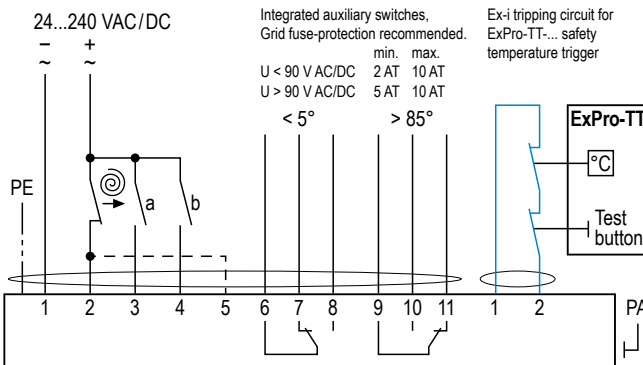 24...240 VAC/DC
– +
~ ~
Integrated auxiliary switches,
Grid fuse-protection recommended.
min. max.
U < 90 V AC/DC 2 AT 10 AT
U > 90 V AC/DC 5 AT 10 AT
< 5° > 85°
Ex-i tripping circuit for
ExPro-TT-... safety
temperature trigger
ExPro-TT
°C
Test
button
PE
a
b
1 2 3 4 5 6 7 8 9 10 11 1 2
PA